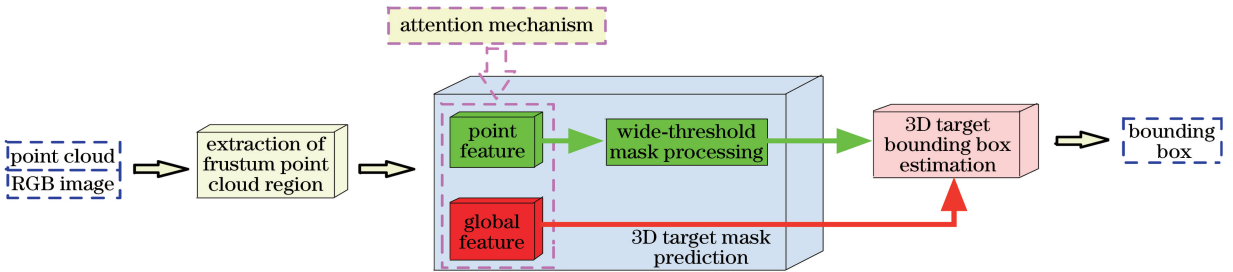 attention mechanism
point cloud
RGB image
extraction of
frustum point
cloud region
point
feature
wide-threshold
mask processing
global
feature
3D target mask
prediction
3D target
bounding box
estimation
bounding
box